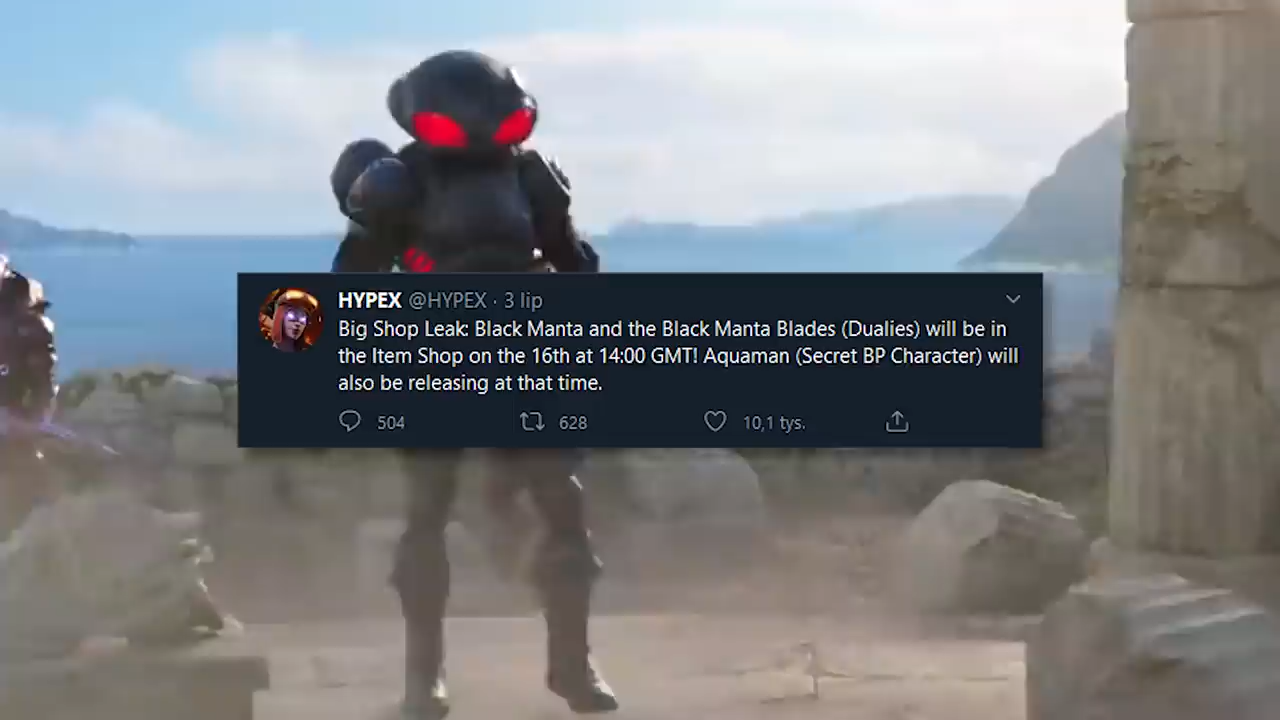 HYPEX @HYPEX · 3 lip
Big Shop Leak: Black Manta and the Black Manta Blades (Dualies) will be in
the Item Shop on the 16th at 14:00 GMT! Aquaman (Secret BP Character) will
also be releasing at that time.
504 628 10,1 tys.